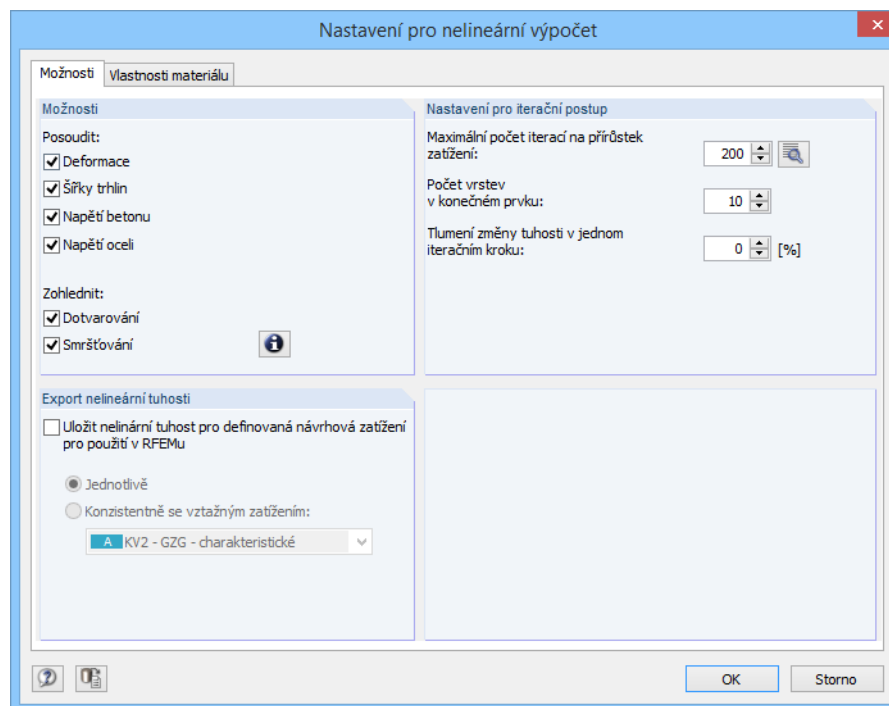 Nastavení pro nelineární výpočet
Možnosti
Vlastnosti materiálu
Možnosti
Posoudit:
Deformace
Šířky trhlin
Napětí betonu
Napětí oceli
Zohlednit:
Dotvarování
Smršťování
Nastavení pro iterační postup
Maximální počet iterací na přírůstek
zatížení:
200
Počet vrstev
v konečném prvku:
10
Tlumení změny tuhosti v jednom
iteračním kroku:
0 [%]
Export nelineární tuhosti
Uložit nelinární tuhost pro definovaná návrhová zatížení
pro použití v RFEMu
Jednotlivě
Konzistentně se vztažným zatížením:
A KV2 - GZG - charakteristické
OK
Storno